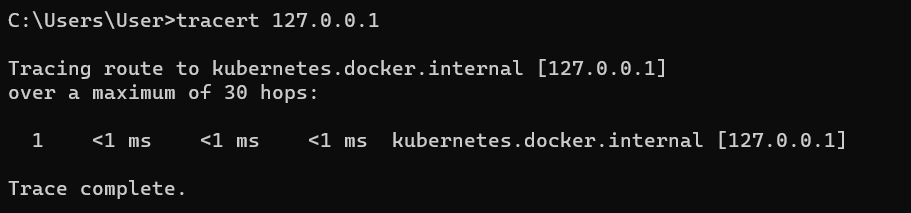 C:\Users\User>tracert 127.0.0.1
Tracing route to kubernetes.docker.internal [127.0.0.1]
over a maximum of 30 hops:
1 <1 ms <1 ms <1 ms kubernetes.docker.internal [127.0.0.1]
Trace complete.